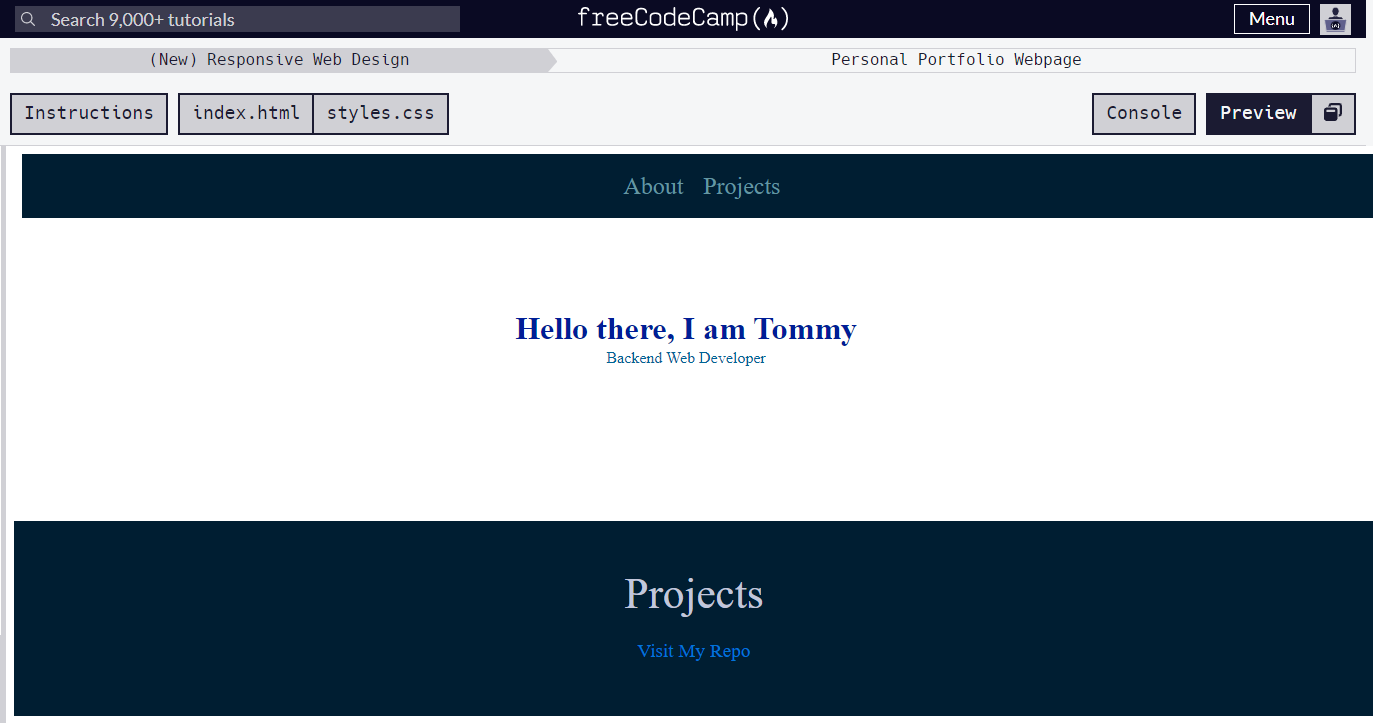 Search 9,000+ tutorials
freeCodeCamp(🔥)
Menu
(New) Responsive Web Design
Personal Portfolio Webpage
Instructions
index.html
styles.css
Console
Preview
About Projects
Hello there, I am Tommy
Backend Web Developer
Projects
Visit My Repo